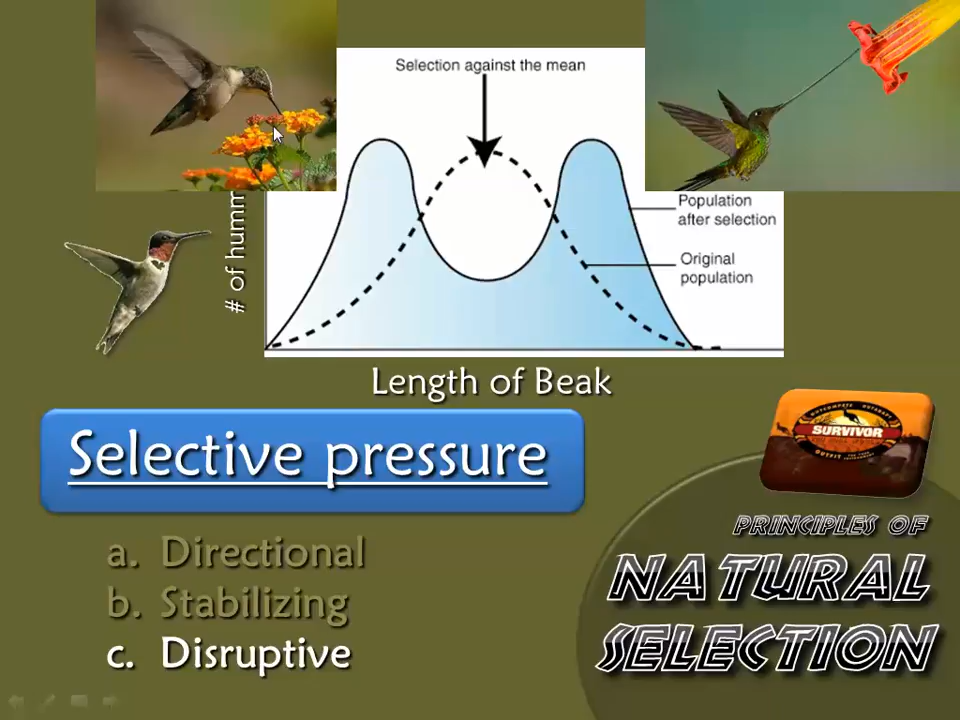 Selection against the mean
Population
after selection
Original
population
# of humm
Length of Beak
Selective pressure
a. Directional
b. Stabilizing
c. Disruptive
SURVIVOR
PRINCIPLES OF
NATURAL
SELECTION